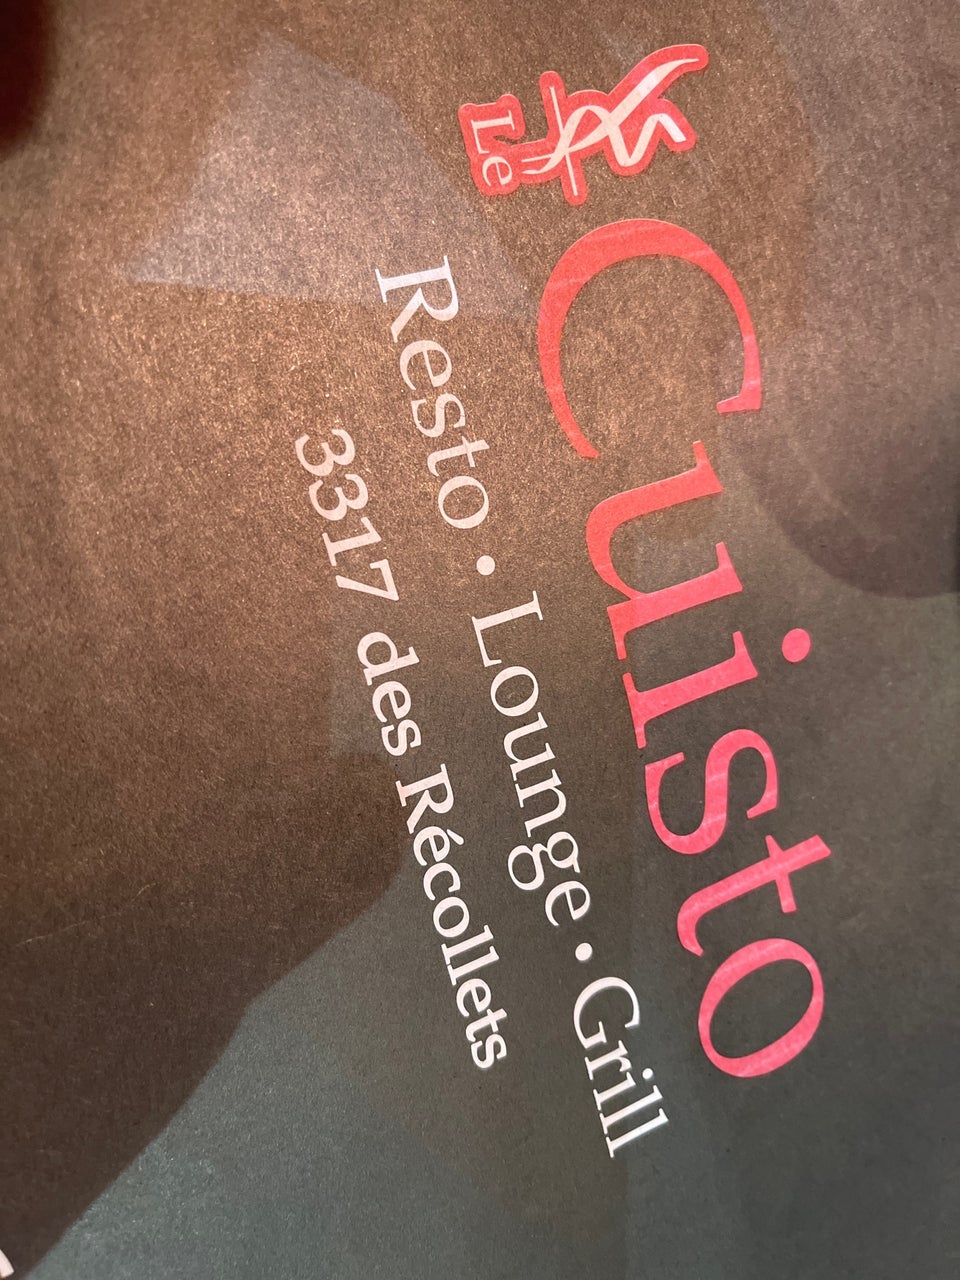 Le
Cuisto
Resto • Lounge • Grill
3317 des Récollets